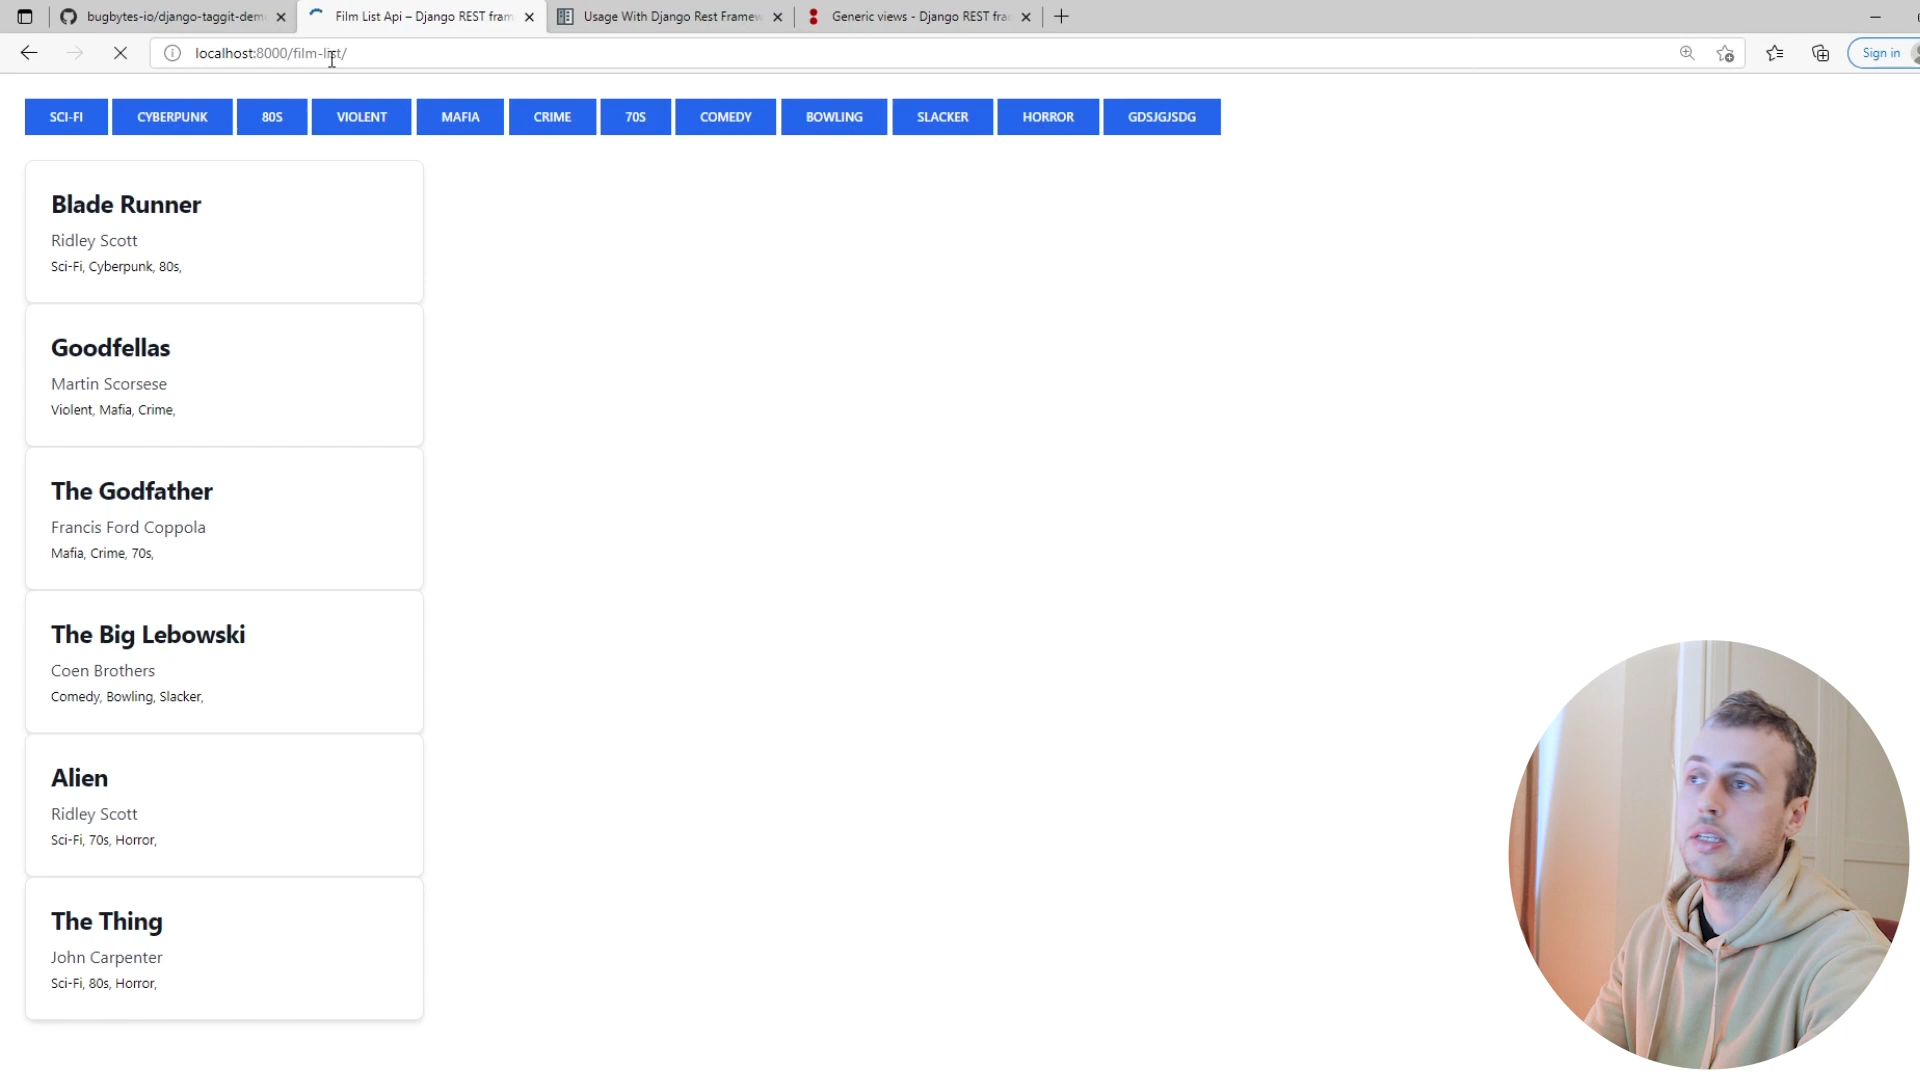 bugbytes-io/django-taggit-dem
Film List Api – Django REST fram
Usage With Django Rest Framew
Generic views - Django REST fra
localhost:8000/film-list/
Sign in
SCI-FI
CYBERPUNK
80S
VIOLENT
MAFIA
CRIME
70S
COMEDY
BOWLING
SLACKER
HORROR
GDSJGJSDG
Blade Runner
Ridley Scott
Sci-Fi, Cyberpunk, 80s,
Goodfellas
Martin Scorsese
Violent, Mafia, Crime,
The Godfather
Francis Ford Coppola
Mafia, Crime, 70s,
The Big Lebowski
Coen Brothers
Comedy, Bowling, Slacker,
Alien
Ridley Scott
Sci-Fi, 70s, Horror,
The Thing
John Carpenter
Sci-Fi, 80s, Horror,